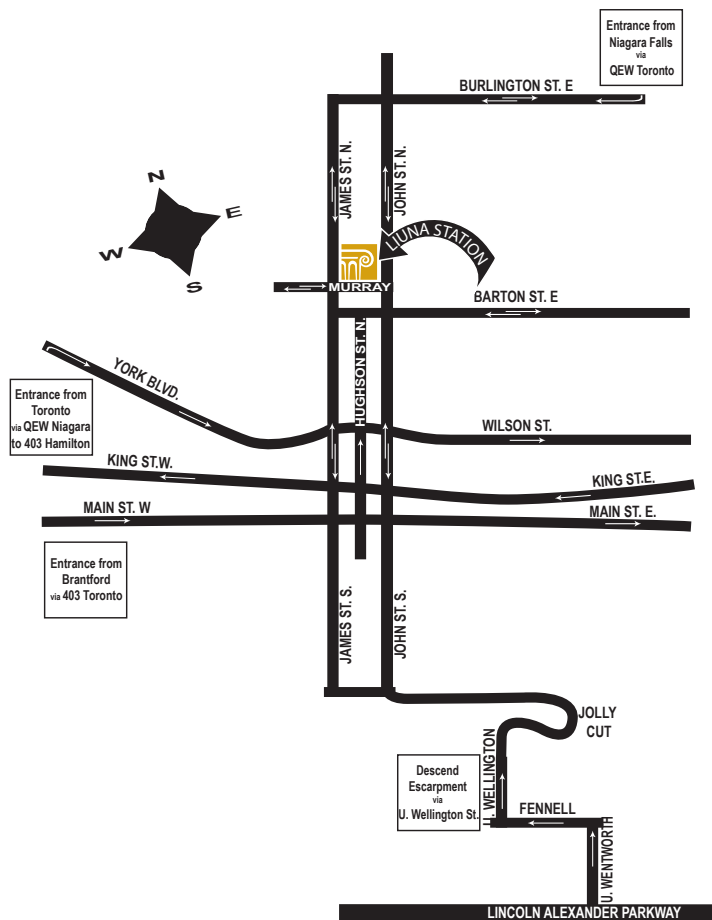 Entrance from
Niagara Falls
via
QEW Toronto
BURLINGTON ST. E
JAMES ST. N.
JOHN ST. N.
N
E
W
S
LIUNA STATION
MURRAY
BARTON ST. E
HUGHSON ST. N.
YORK BLVD.
Entrance from
Toronto
via QEW Niagara
to 403 Hamilton
WILSON ST.
KING ST.W.
KING ST.E.
MAIN ST. W
MAIN ST. E.
Entrance from
Brantford
via 403 Toronto
JAMES ST. S.
JOHN ST. S.
JOLLY
CUT
Descend
Escarpment
via
U. Wellington St.
U. WELLINGTON
FENNELL
U. WENTWORTH
LINCOLN ALEXANDER PARKWAY